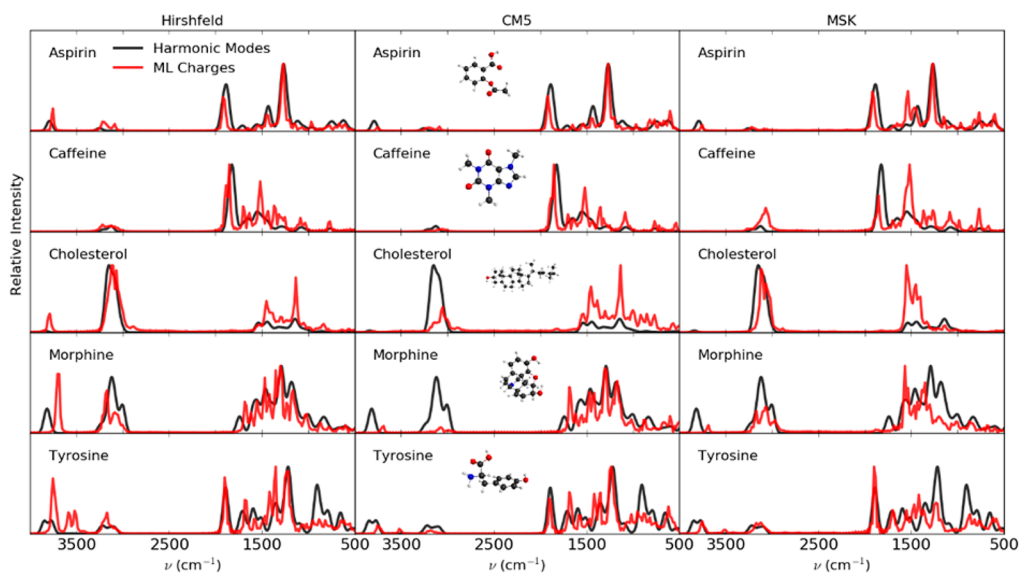 Hirshfeld CM5 MSK
Relative Intensity
Aspirin Harmonic Modes ML Charges Aspirin Aspirin
Caffeine Caffeine Caffeine
Cholesterol Cholesterol Cholesterol
Morphine Morphine Morphine
Tyrosine Tyrosine Tyrosine
3500 2500 1500 500 3500 2500 1500 500 3500 2500 1500 500
ν (cm⁻¹) ν (cm⁻¹) ν (cm⁻¹)